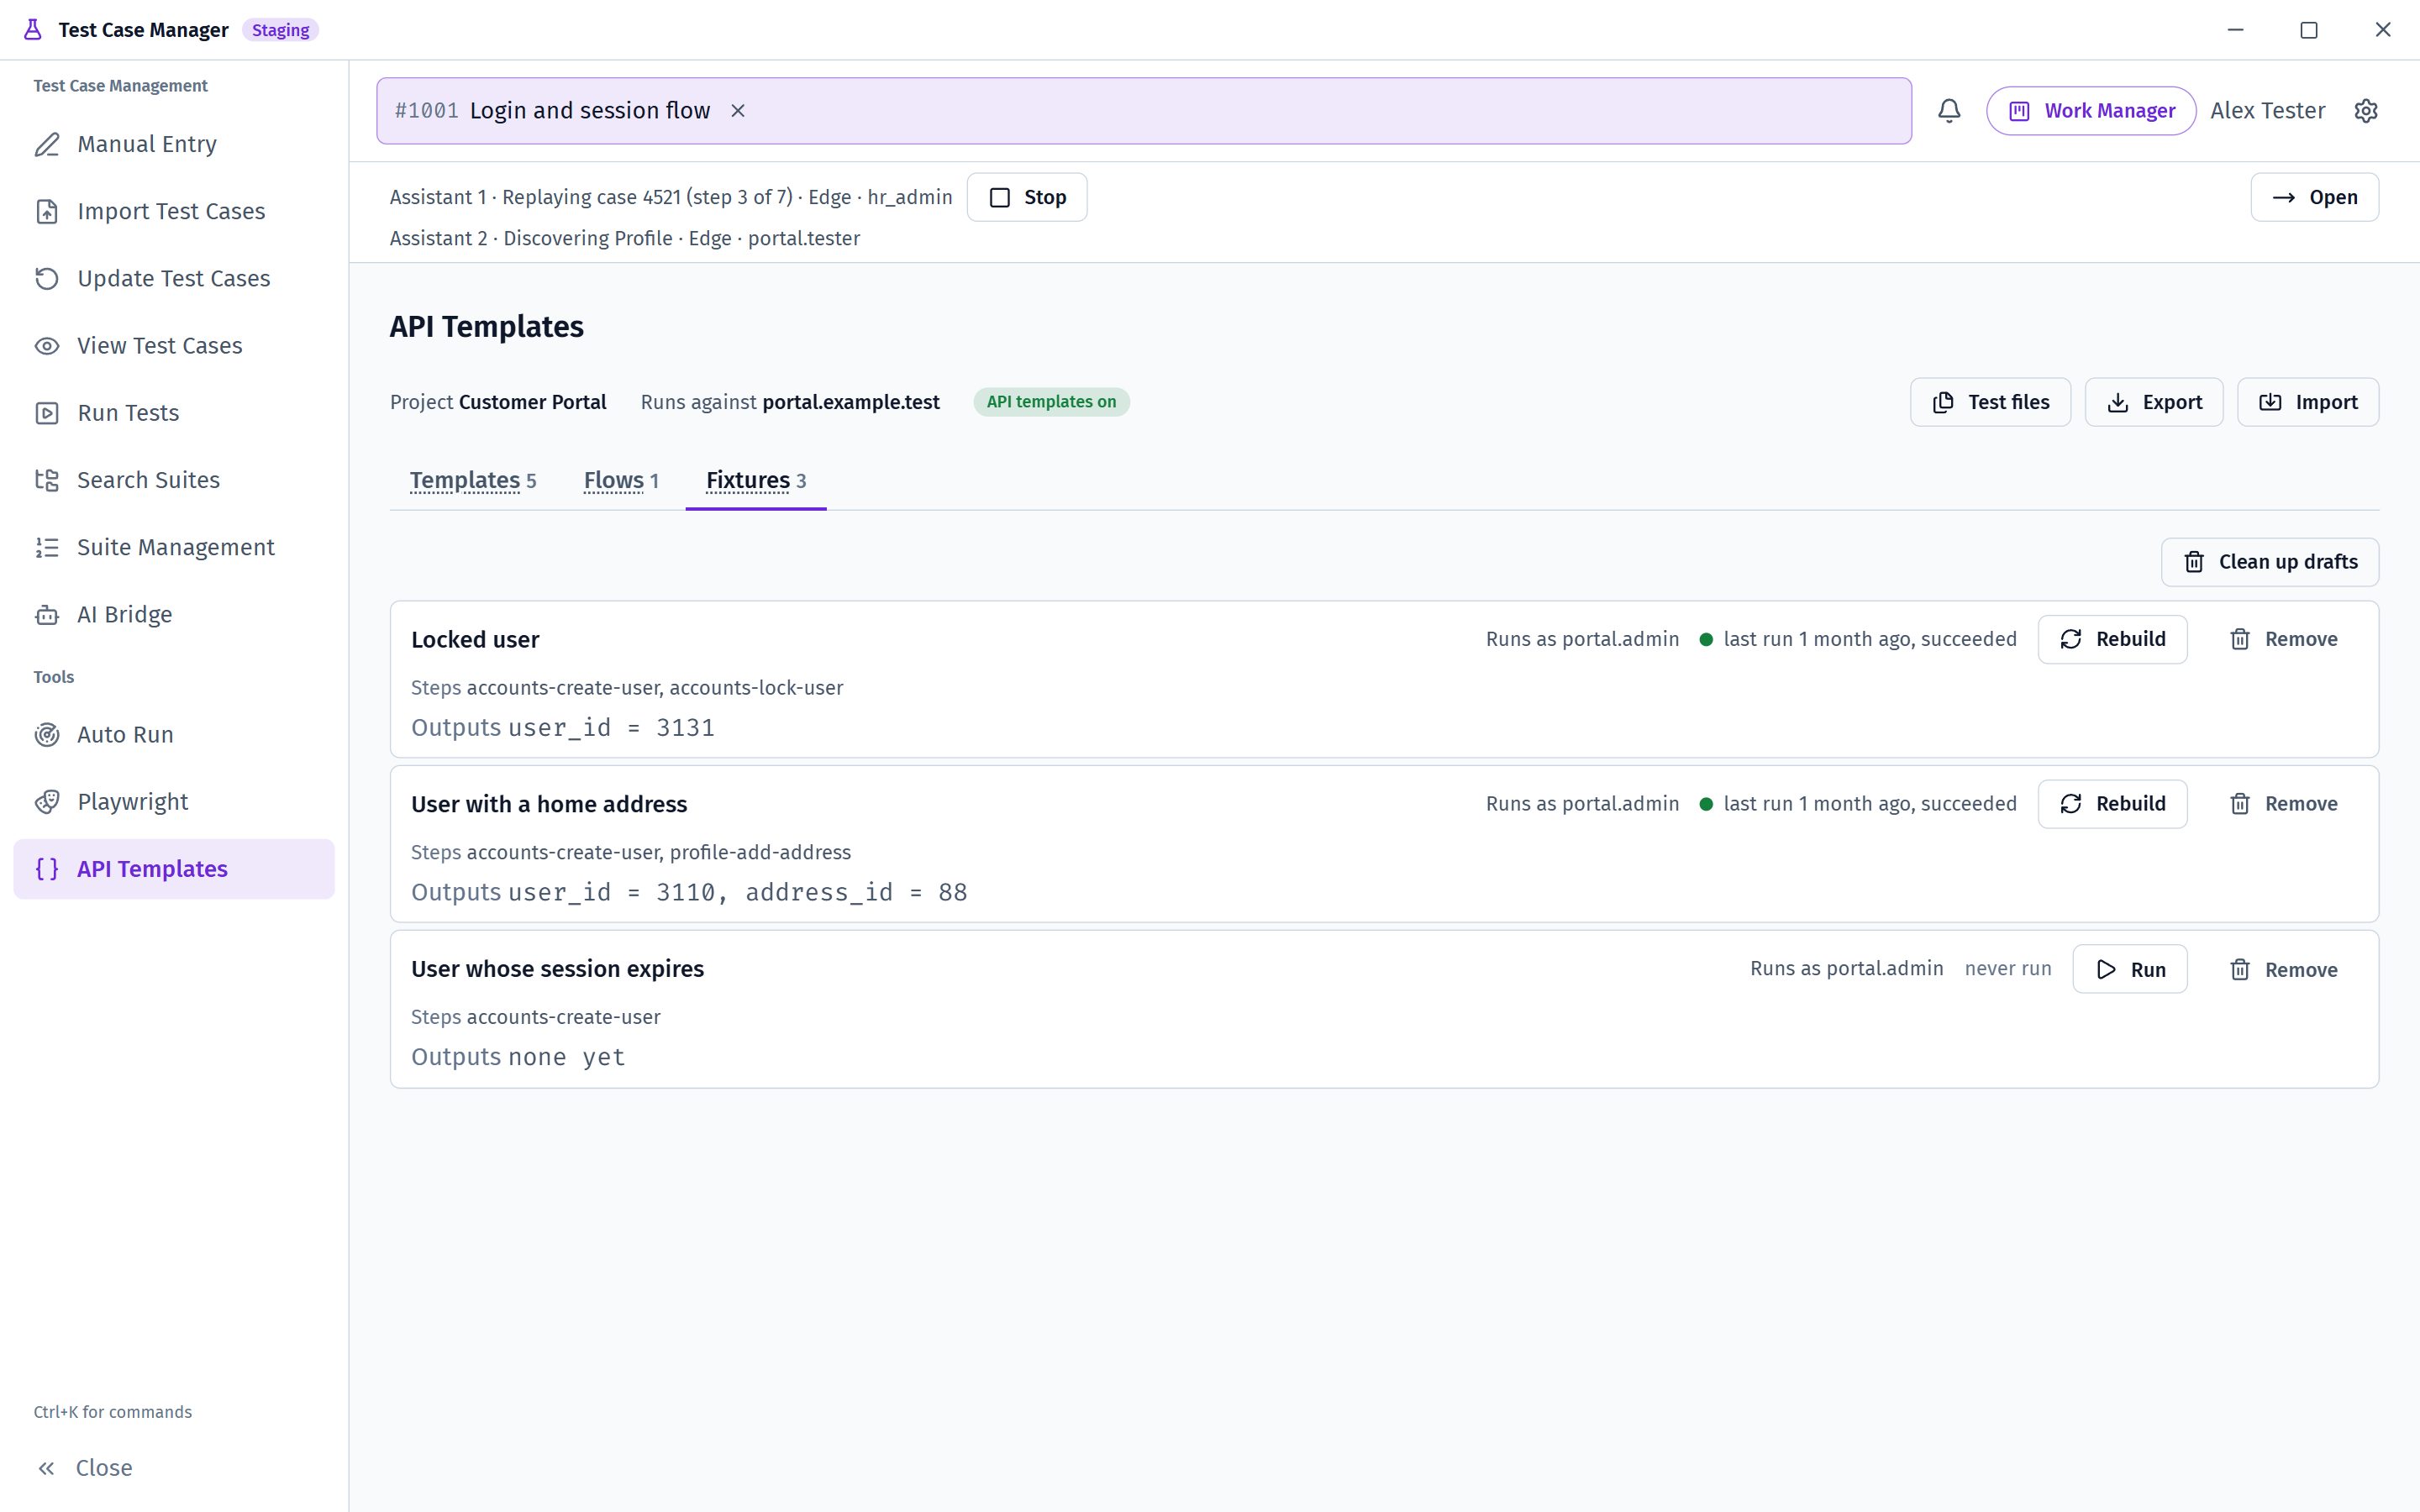 Test Case Manager Staging
Test Case Management
Manual Entry
Import Test Cases
Update Test Cases
View Test Cases
Run Tests
Search Suites
Suite Management
AI Bridge
Tools
Auto Run
Playwright
API Templates
Ctrl+K for commands
Close
#1001 Login and session flow
Work Manager
Alex Tester
Assistant 1 · Replaying case 4521 (step 3 of 7) · Edge · hr_admin Stop Open
Assistant 2 · Discovering Profile · Edge · portal.tester
API Templates
Project Customer Portal Runs against portal.example.test API templates on Test files Export Import
Templates 5 Flows 1 Fixtures 3
Clean up drafts
Locked user Runs as portal.admin last run 1 month ago, succeeded Rebuild Remove
Steps accounts-create-user, accounts-lock-user
Outputs user_id = 3131
User with a home address Runs as portal.admin last run 1 month ago, succeeded Rebuild Remove
Steps accounts-create-user, profile-add-address
Outputs user_id = 3110, address_id = 88
User whose session expires Runs as portal.admin never run Run Remove
Steps accounts-create-user
Outputs none yet